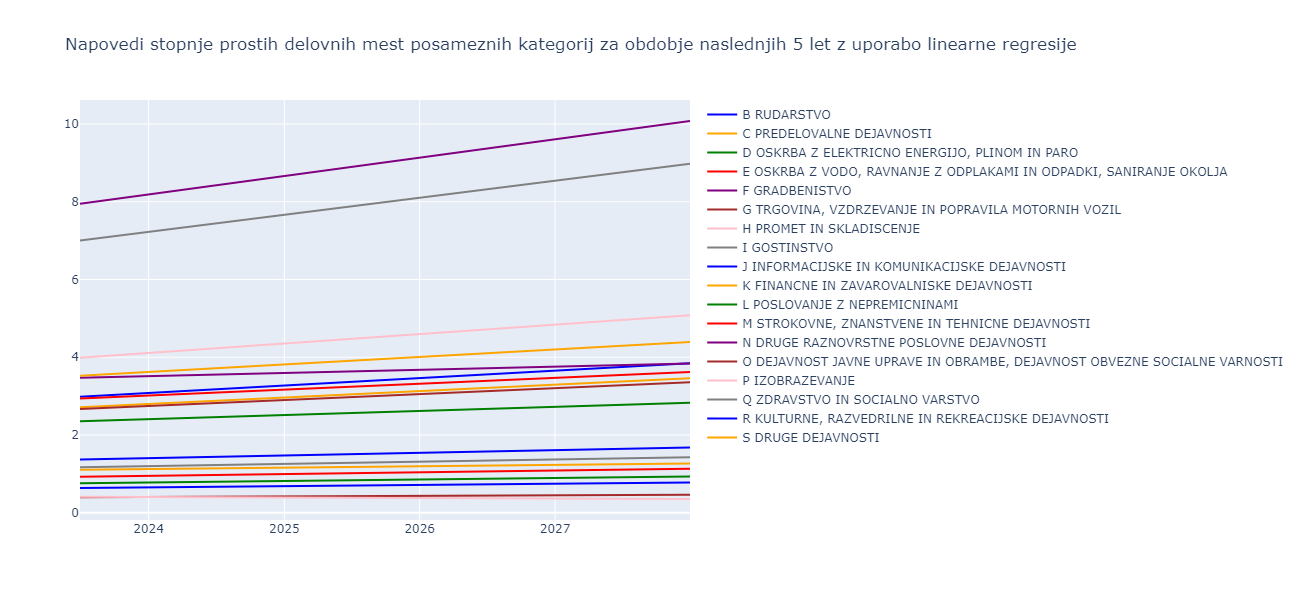 Napovedi stopnje prostih delovnih mest posameznih kategorij za obdobje naslednjih 5 let z uporabo linearne regresije
10
8
6
4
2
0
2024
2025
2026
2027
B RUDARSTVO
C PREDELOVALNE DEJAVNOSTI
D OSKRBA Z ELEKTRICNO ENERGIJO, PLINOM IN PARO
E OSKRBA Z VODO, RAVNANJE Z ODPLAKAMI IN ODPADKI, SANIRANJE OKOLJA
F GRADBENISTVO
G TRGOVINA, VZDRZEVANJE IN POPRAVILA MOTORNIH VOZIL
H PROMET IN SKLADISCENJE
I GOSTINSTVO
J INFORMACIJSKE IN KOMUNIKACIJSKE DEJAVNOSTI
K FINANCNE IN ZAVAROVALNISKE DEJAVNOSTI
L POSLOVANJE Z NEPREMICNINAMI
M STROKOVNE, ZNANSTVENE IN TEHNICNE DEJAVNOSTI
N DRUGE RAZNOVRSTNE POSLOVNE DEJAVNOSTI
O DEJAVNOST JAVNE UPRAVE IN OBRAMBE, DEJAVNOST OBVEZNE SOCIALNE VARNOSTI
P IZOBRAZEVANJE
Q ZDRAVSTVO IN SOCIALNO VARSTVO
R KULTURNE, RAZVEDRILNE IN REKREACIJSKE DEJAVNOSTI
S DRUGE DEJAVNOSTI